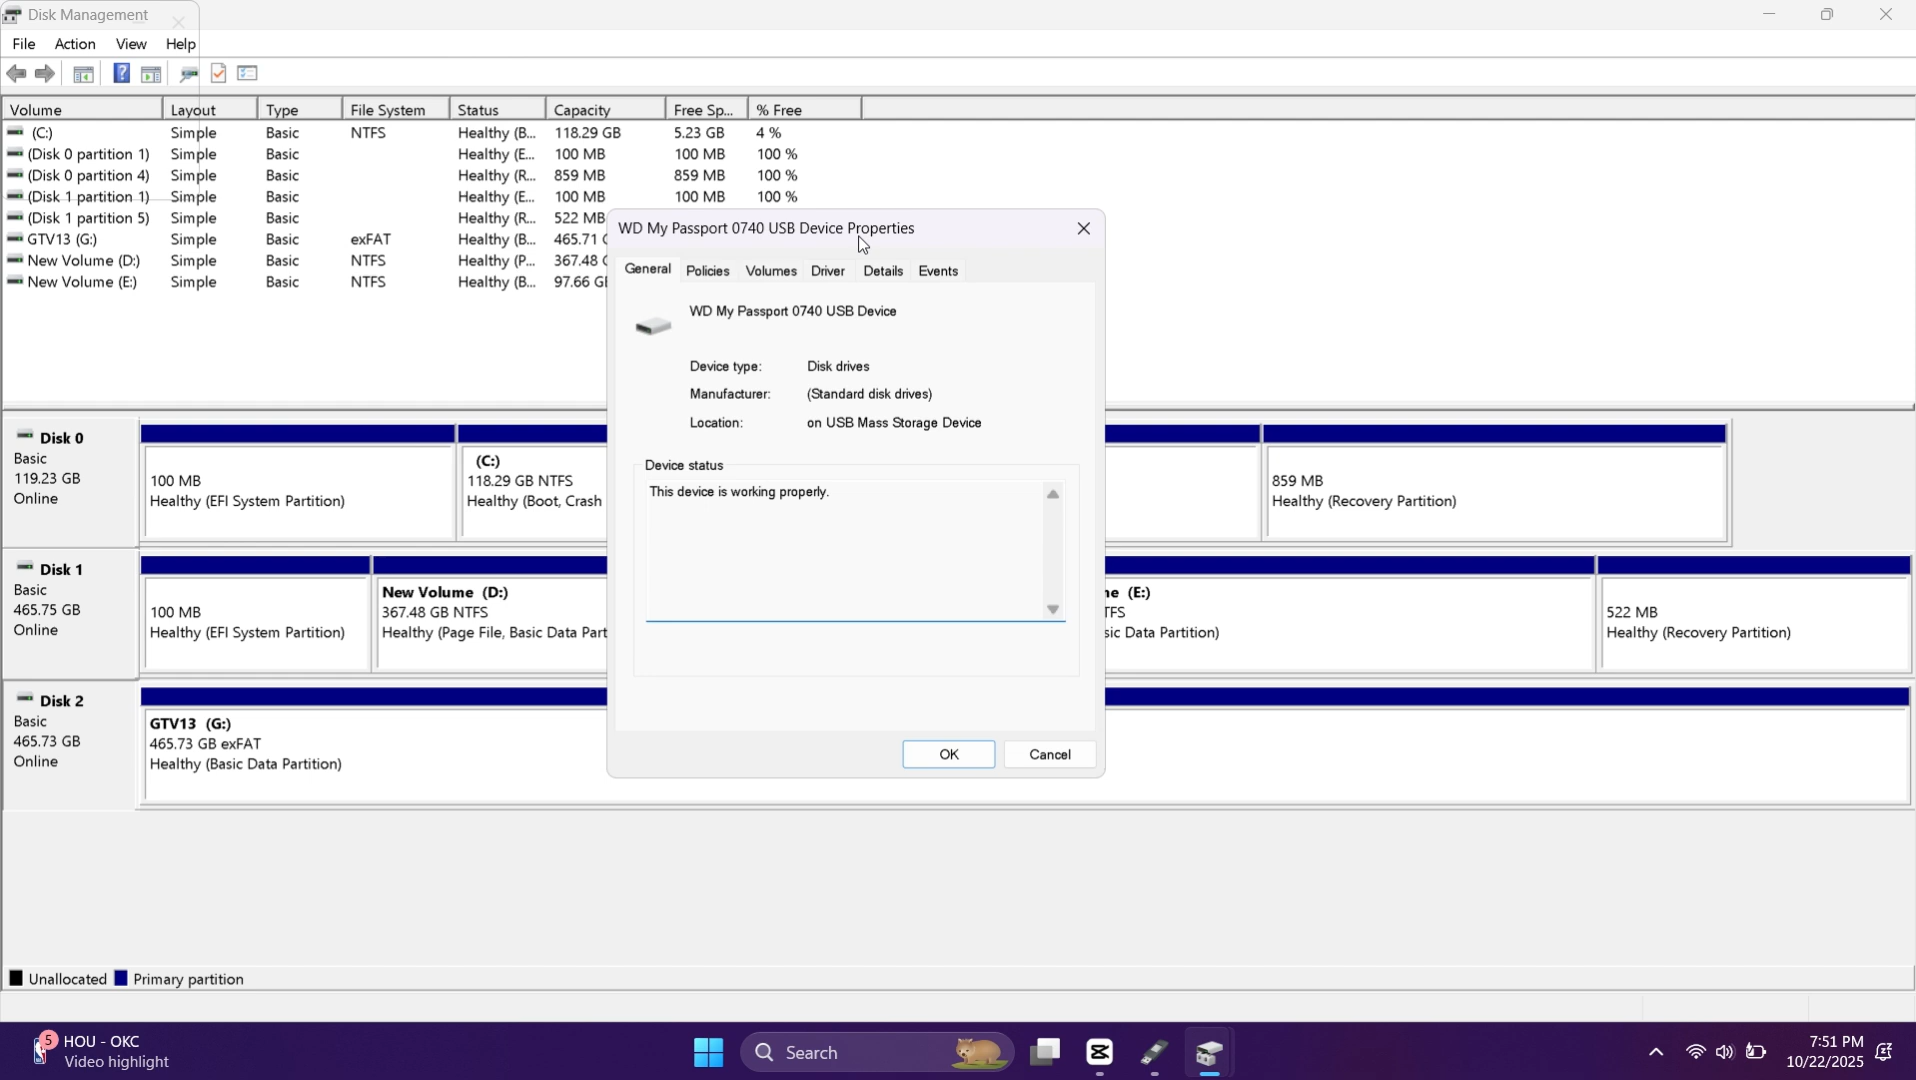 Disk Management
File Action View Help
Volume Layout Type File System Status Capacity Free Sp... % Free
(C:) Simple Basic NTFS Healthy (B... 118.29 GB 5.23 GB 4 %
(Disk 0 partition 1) Simple Basic Healthy (E... 100 MB 100 MB 100 %
(Disk 0 partition 4) Simple Basic Healthy (R... 859 MB 859 MB 100 %
(Disk 1 partition 1) Simple Basic Healthy (E... 100 MB 100 MB 100 %
(Disk 1 partition 5) Simple Basic Healthy (R... 522 MB
GTV13 (G:) Simple Basic exFAT Healthy (B... 465.71
New Volume (D:) Simple Basic NTFS Healthy (P... 367.48
New Volume (E:) Simple Basic NTFS Healthy (B... 97.66
WD My Passport 0740 USB Device Properties
General Policies Volumes Driver Details Events
WD My Passport 0740 USB Device
Device type: Disk drives
Manufacturer: (Standard disk drives)
Location: on USB Mass Storage Device
Device status
This device is working properly.
OK Cancel
Disk 0
Basic
119.23 GB
Online
100 MB
Healthy (EFI System Partition)
(C:)
118.29 GB NTFS
Healthy (Boot, Crash
859 MB
Healthy (Recovery Partition)
Disk 1
Basic
465.75 GB
Online
100 MB
Healthy (EFI System Partition)
New Volume (D:)
367.48 GB NTFS
Healthy (Page File, Basic Data Part
(E:)
Data Partition)
522 MB
Healthy (Recovery Partition)
Disk 2
Basic
465.73 GB
Online
GTV13 (G:)
465.73 GB exFAT
Healthy (Basic Data Partition)
Unallocated Primary partition
5
HOU - OKC
Video highlight
Search
7:51 PM
10/22/2025